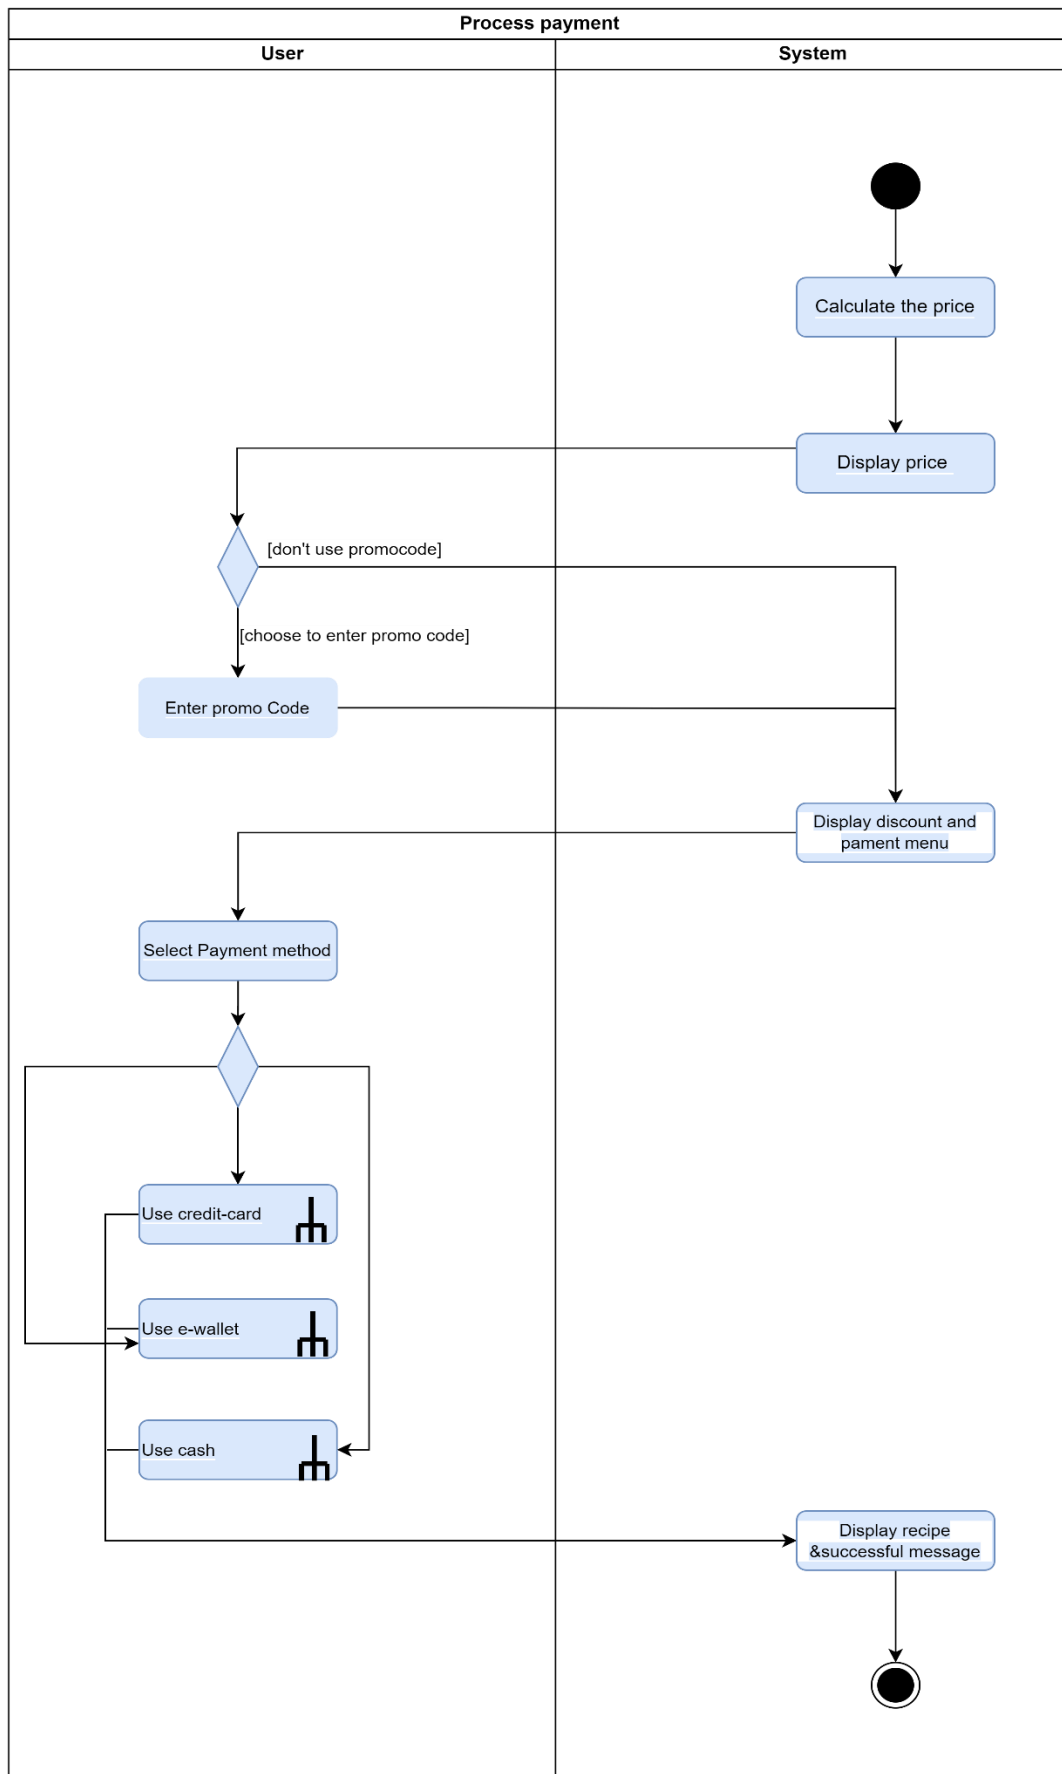 Process payment
User
System
Calculate the price
Display price
[don't use promocode]
[choose to enter promo code]
Enter promo Code
Display discount and
pament menu
Select Payment method
Use credit-card
Use e-wallet
Use cash
Display recipe
&successful message